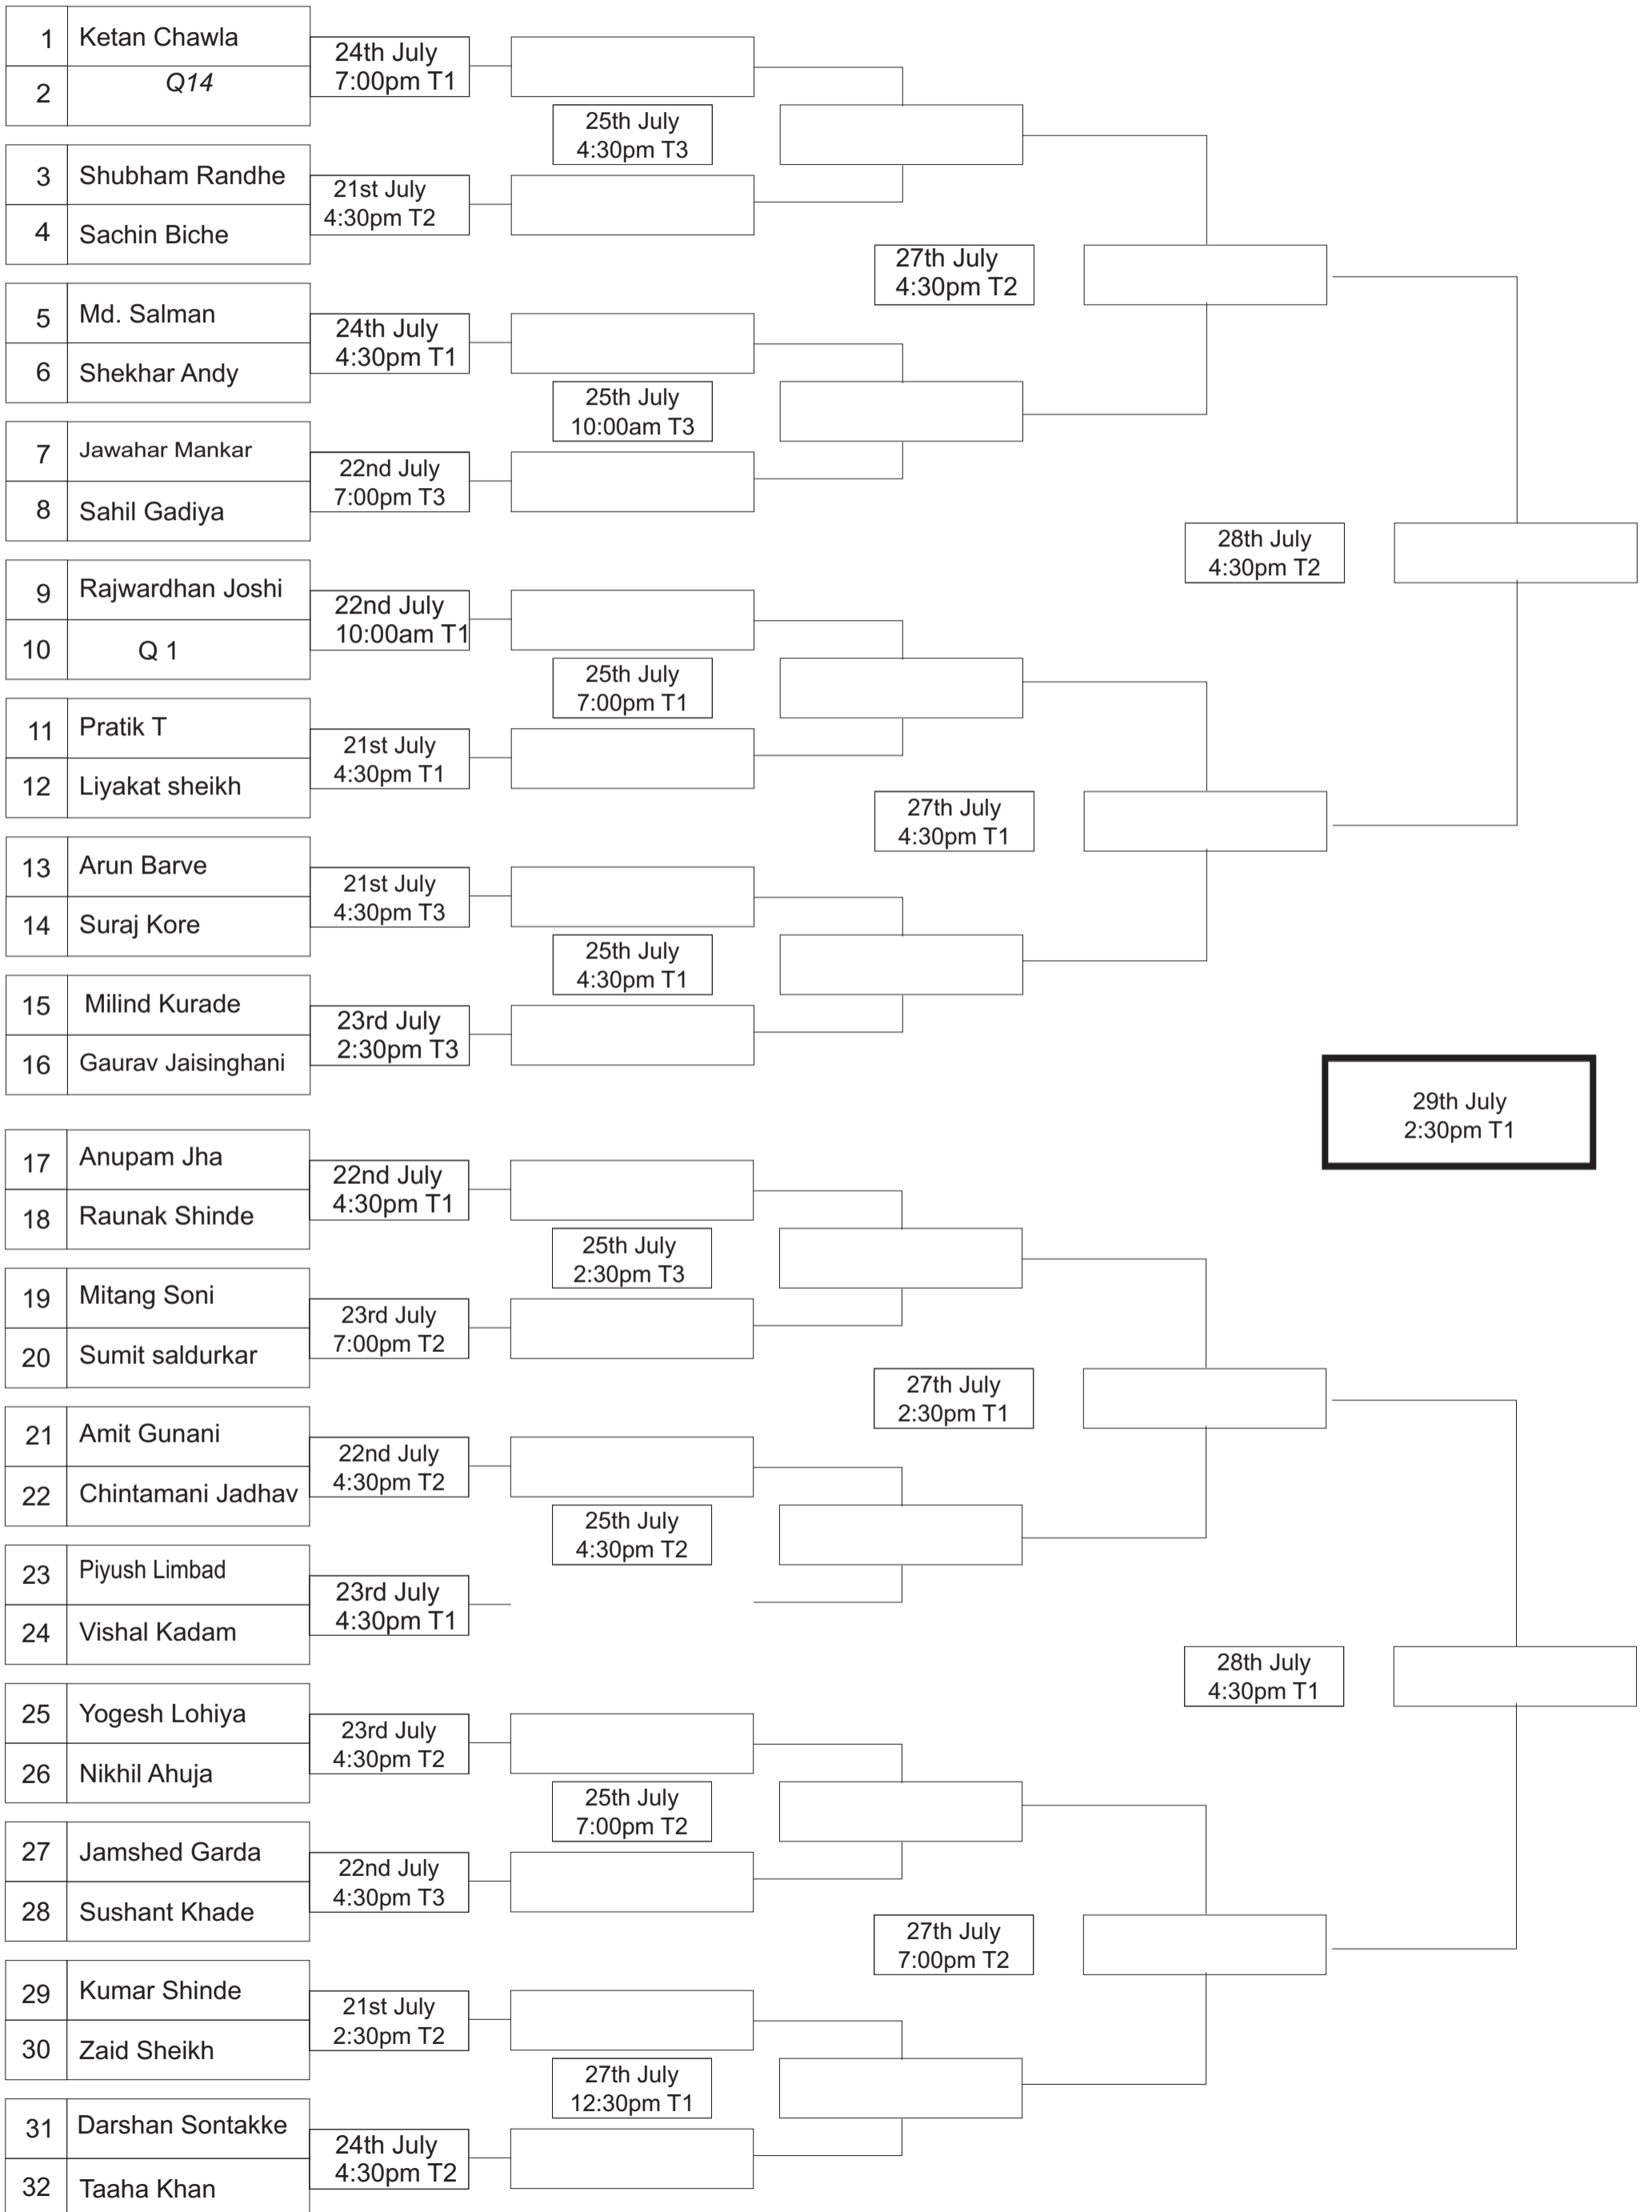 1 Ketan Chawla
2 Q14
24th July
7:00pm T1
25th July
4:30pm T3
3 Shubham Randhe
4 Sachin Biche
21st July
4:30pm T2
27th July
4:30pm T2
5 Md. Salman
6 Shekhar Andy
24th July
4:30pm T1
25th July
10:00am T3
7 Jawahar Mankar
8 Sahil Gadiya
22nd July
7:00pm T3
28th July
4:30pm T2
9 Rajwardhan Joshi
10 Q 1
22nd July
10:00am T1
25th July
7:00pm T1
11 Pratik T
12 Liyakat sheikh
21st July
4:30pm T1
27th July
4:30pm T1
13 Arun Barve
14 Suraj Kore
21st July
4:30pm T3
25th July
4:30pm T1
15 Milind Kurade
16 Gaurav Jaisinghani
23rd July
2:30pm T3
29th July
2:30pm T1
17 Anupam Jha
18 Raunak Shinde
22nd July
4:30pm T1
25th July
2:30pm T3
19 Mitang Soni
20 Sumit saldurkar
23rd July
7:00pm T2
27th July
2:30pm T1
21 Amit Gunani
22 Chintamani Jadhav
22nd July
4:30pm T2
25th July
4:30pm T2
23 Piyush Limbad
24 Vishal Kadam
23rd July
4:30pm T1
28th July
4:30pm T1
25 Yogesh Lohiya
26 Nikhil Ahuja
23rd July
4:30pm T2
25th July
7:00pm T2
27 Jamshed Garda
28 Sushant Khade
22nd July
4:30pm T3
27th July
7:00pm T2
29 Kumar Shinde
30 Zaid Sheikh
21st July
2:30pm T2
27th July
12:30pm T1
31 Darshan Sontakke
32 Taaha Khan
24th July
4:30pm T2